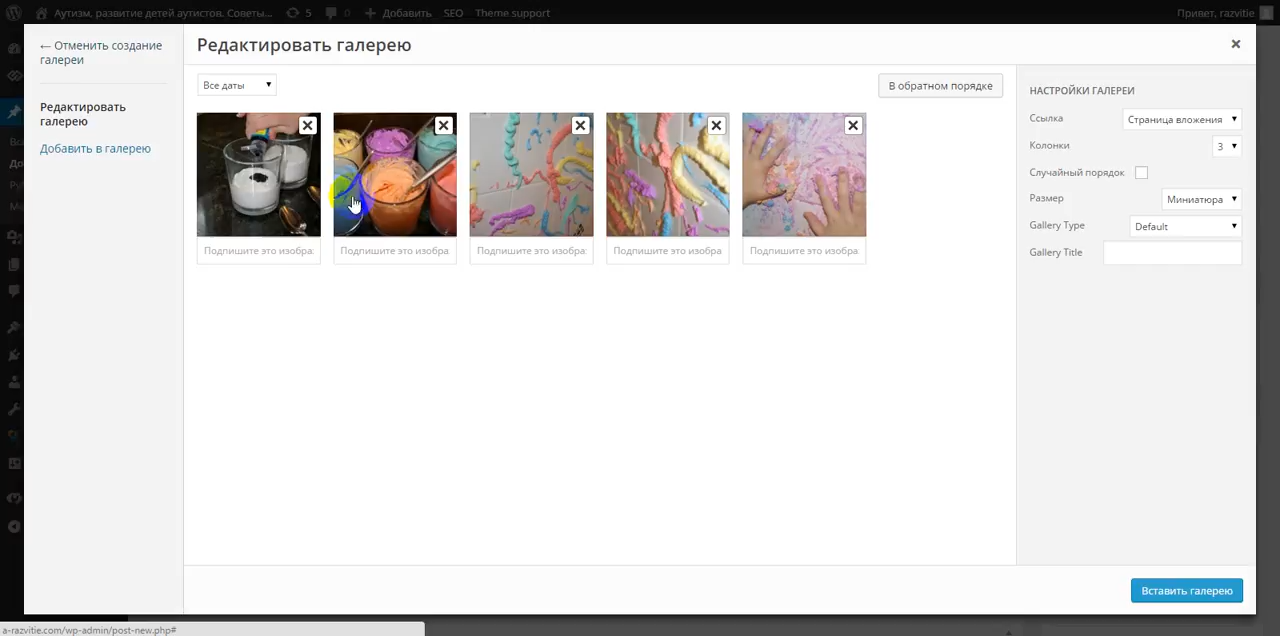 Аутизм, развитие детей аутистов. Советы... 5 0 Добавить SEO Theme support Привет, razvitie
← Отменить создание
галереи
Редактировать галерею
Все даты
В обратном порядке
Редактировать
галерею
Добавить в галерею
Подпишите это изобра: Подпишите это изобра Подпишите это изобра: Подпишите это изобра Подпишите это изобра
НАСТРОЙКИ ГАЛЕРЕИ
Ссылка Страница вложения
Колонки 3
Случайный порядок
Размер Миниатюра
Gallery Type Default
Gallery Title
Вставить галерею
a-razvitie.com/wp-admin/post-new.php#